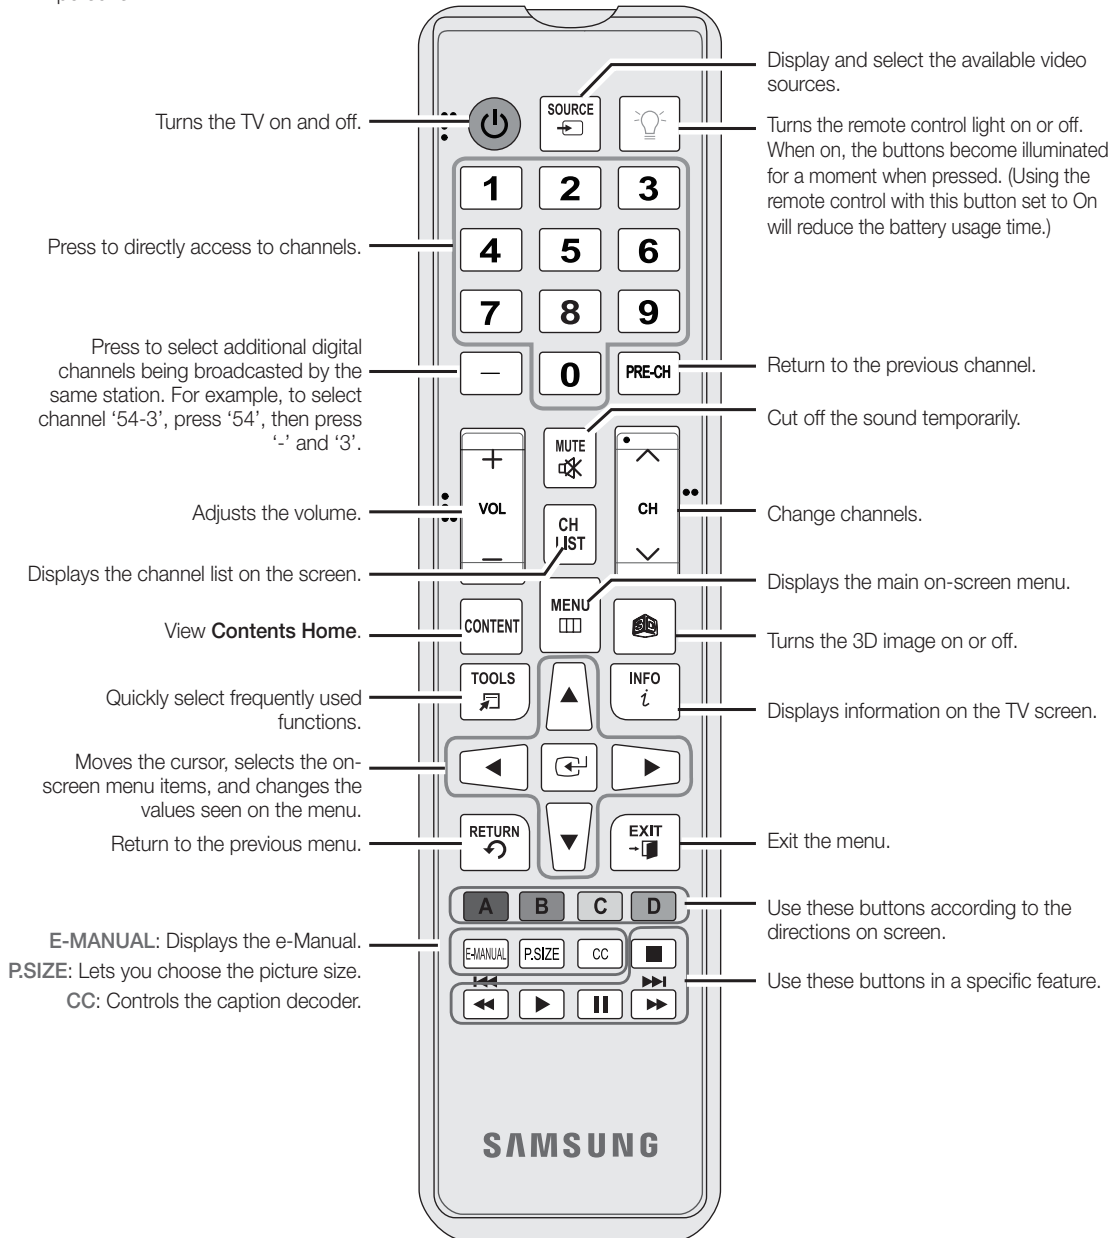 Display and select the available video
sources.
Turns the TV on and off.
SOURCE
Turns the remote control light on or off.
When on, the buttons become illuminated
for a moment when pressed. (Using the
remote control with this button set to On
will reduce the battery usage time.)
1 2 3
Press to directly access to channels.
4 5 6
7 8 9
Press to select additional digital
channels being broadcasted by the
same station. For example, to select
channel ‘54-3’, press ‘54’, then press
‘-’ and ‘3’.
— 0 PRE-CH
Return to the previous channel.
Cut off the sound temporarily.
MUTE
+
VOL
—
Adjusts the volume.
CH
LIST
CH
Change channels.
Displays the channel list on the screen.
MENU
Displays the main on-screen menu.
View Contents Home.
CONTENT
3D
Turns the 3D image on or off.
TOOLS
INFO
i
Quickly select frequently used
functions.
Displays information on the TV screen.
Moves the cursor, selects the on-
screen menu items, and changes the
values seen on the menu.
Return to the previous menu.
RETURN
EXIT
Exit the menu.
A B C D
Use these buttons according to the
directions on screen.
E-MANUAL: Displays the e-Manual.
P.SIZE: Lets you choose the picture size.
CC: Controls the caption decoder.
E-MANUAL P.SIZE CC
Use these buttons in a specific feature.
SAMSUNG